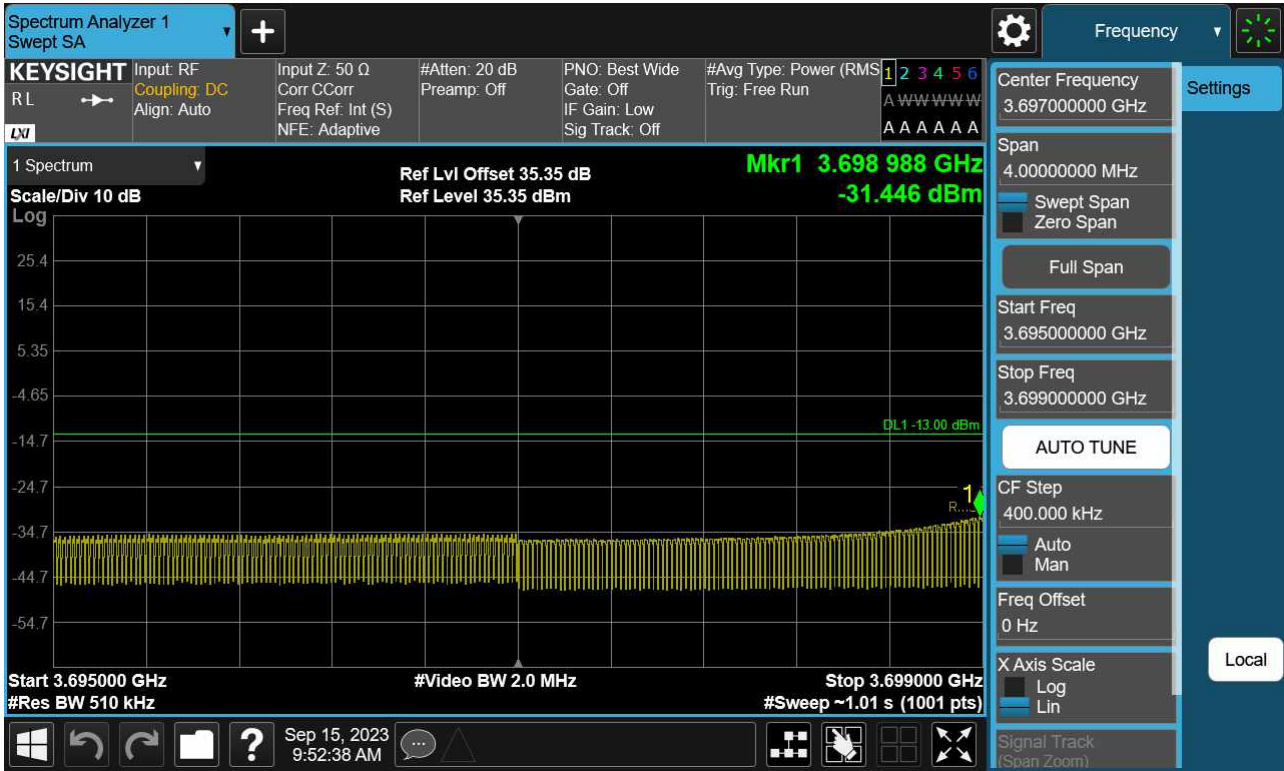 Spectrum Analyzer 1
Swept SA
+
Frequency
KEYSIGHT
R L
LXI
Input: RF
Coupling: DC
Align: Auto
Input Z: 50 Ω
Corr CCorr
Freq Ref: Int (S)
NFE: Adaptive
#Atten: 20 dB
Preamp: Off
PNO: Best Wide
Gate: Off
IF Gain: Low
Sig Track: Off
#Avg Type: Power (RMS
Trig: Free Run
1 2 3 4 5 6
A W W W W W
A A A A A A
1 Spectrum
Scale/Div 10 dB
Log
Ref Lvl Offset 35.35 dB
Ref Level 35.35 dBm
Mkr1 3.698 988 GHz
-31.446 dBm
25.4
15.4
5.35
-4.65
-14.7
-24.7
-34.7
-44.7
-54.7
DL1 -13.00 dBm
1
R...
Start 3.695000 GHz
#Res BW 510 kHz
#Video BW 2.0 MHz
Stop 3.699000 GHz
#Sweep ~1.01 s (1001 pts)
Center Frequency
3.697000000 GHz
Span
4.00000000 MHz
Swept Span
Zero Span
Full Span
Start Freq
3.695000000 GHz
Stop Freq
3.699000000 GHz
AUTO TUNE
CF Step
400.000 kHz
Auto
Man
Freq Offset
0 Hz
X Axis Scale
Log
Lin
Signal Track
(Span Zoom)
Settings
Local
?
Sep 15, 2023
9:52:38 AM